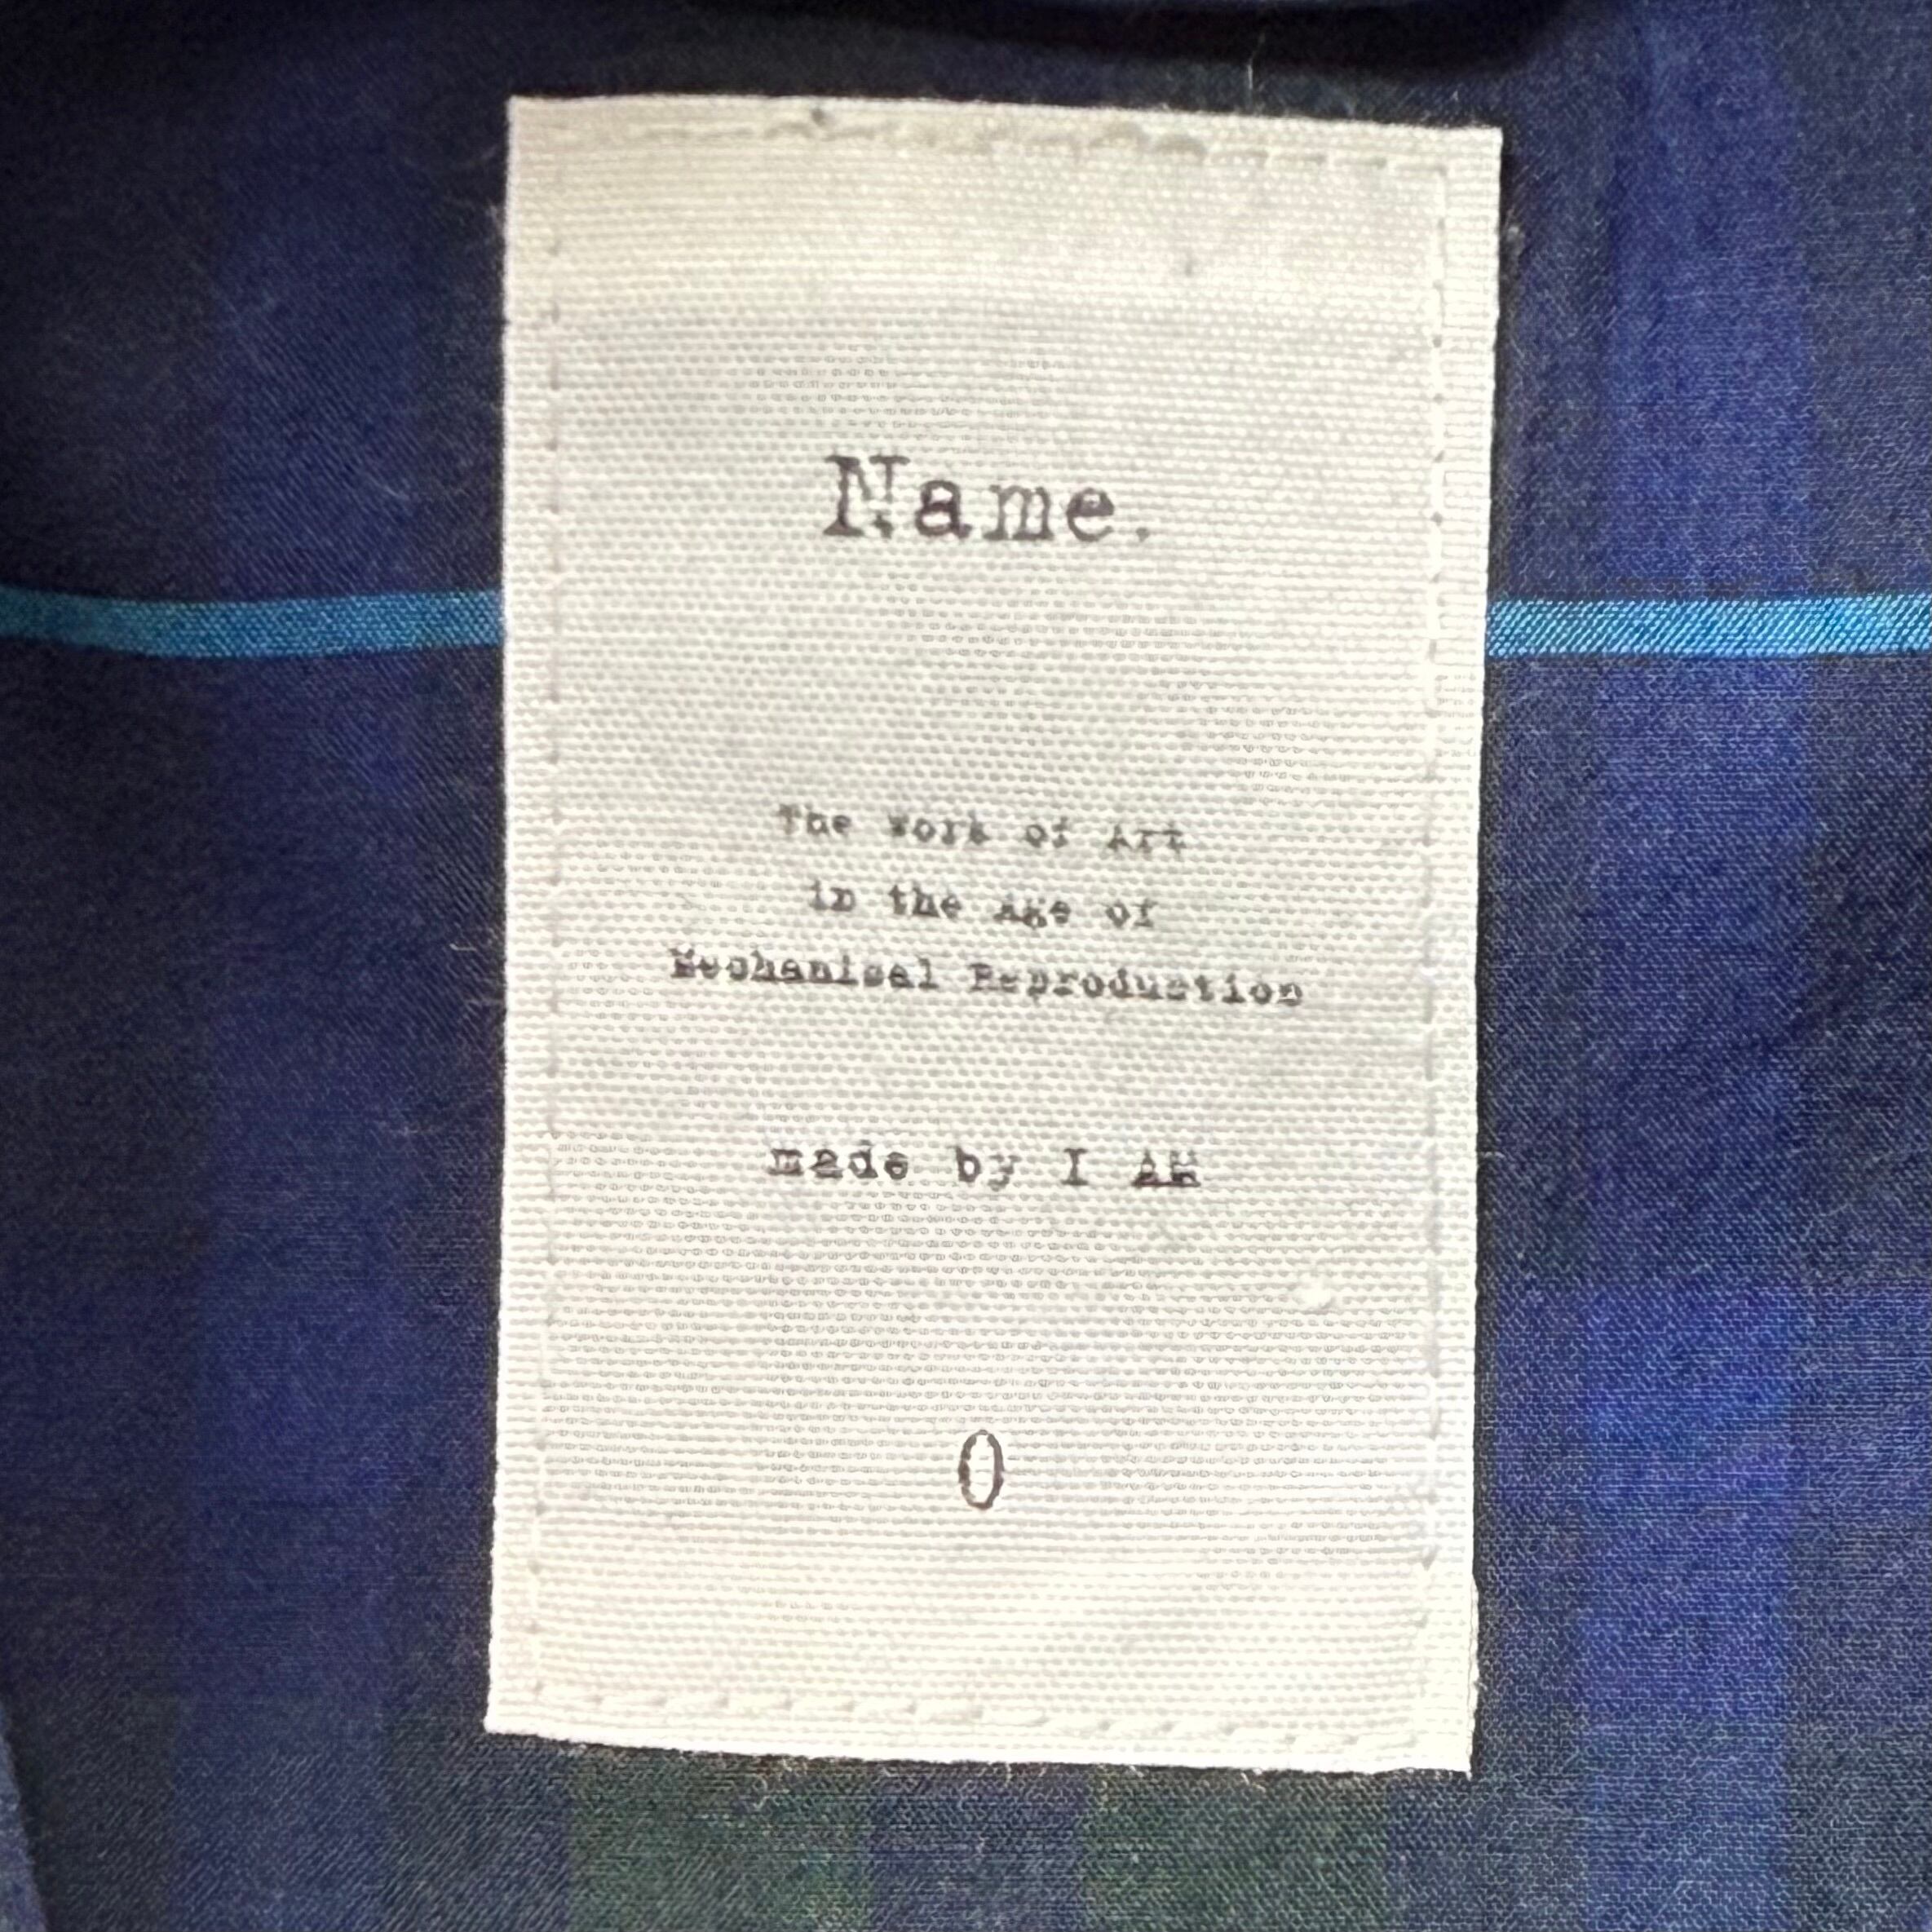 Name.
The Work of Art
in the Age of
Mechanical Reproduction
made by I AM
0